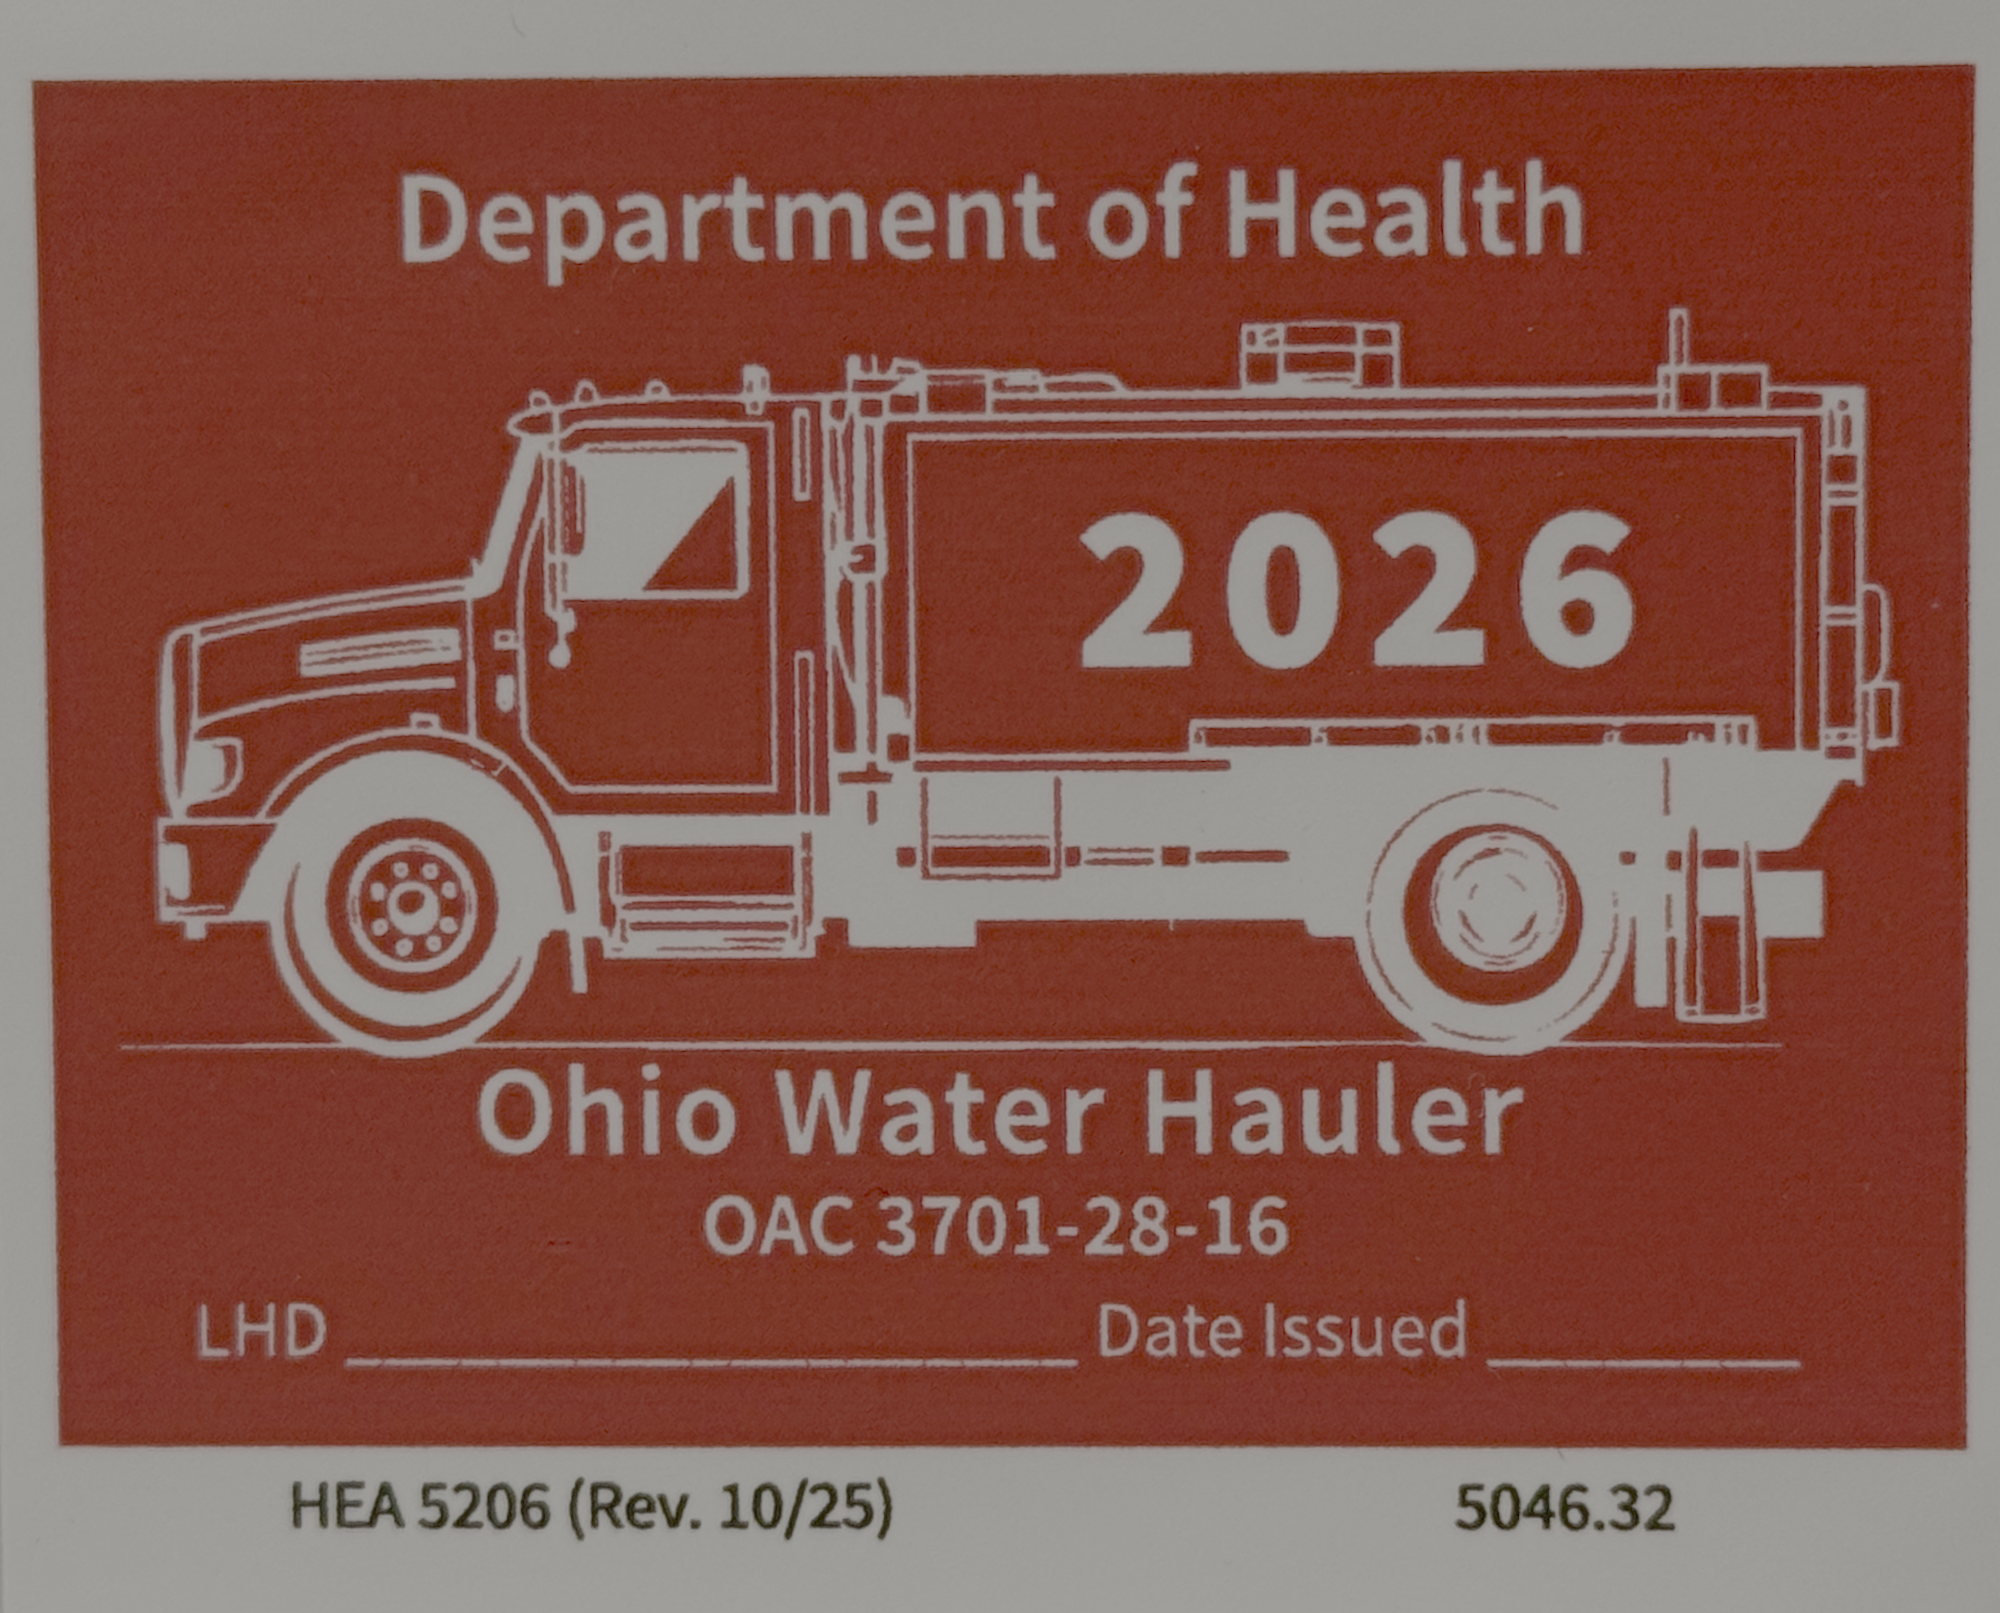 Department of Health
2026
Ohio Water Hauler
OAC 3701-28-16
LHD ____________________ Date Issued ________
HEA 5206 (Rev. 10/25) 5046.32